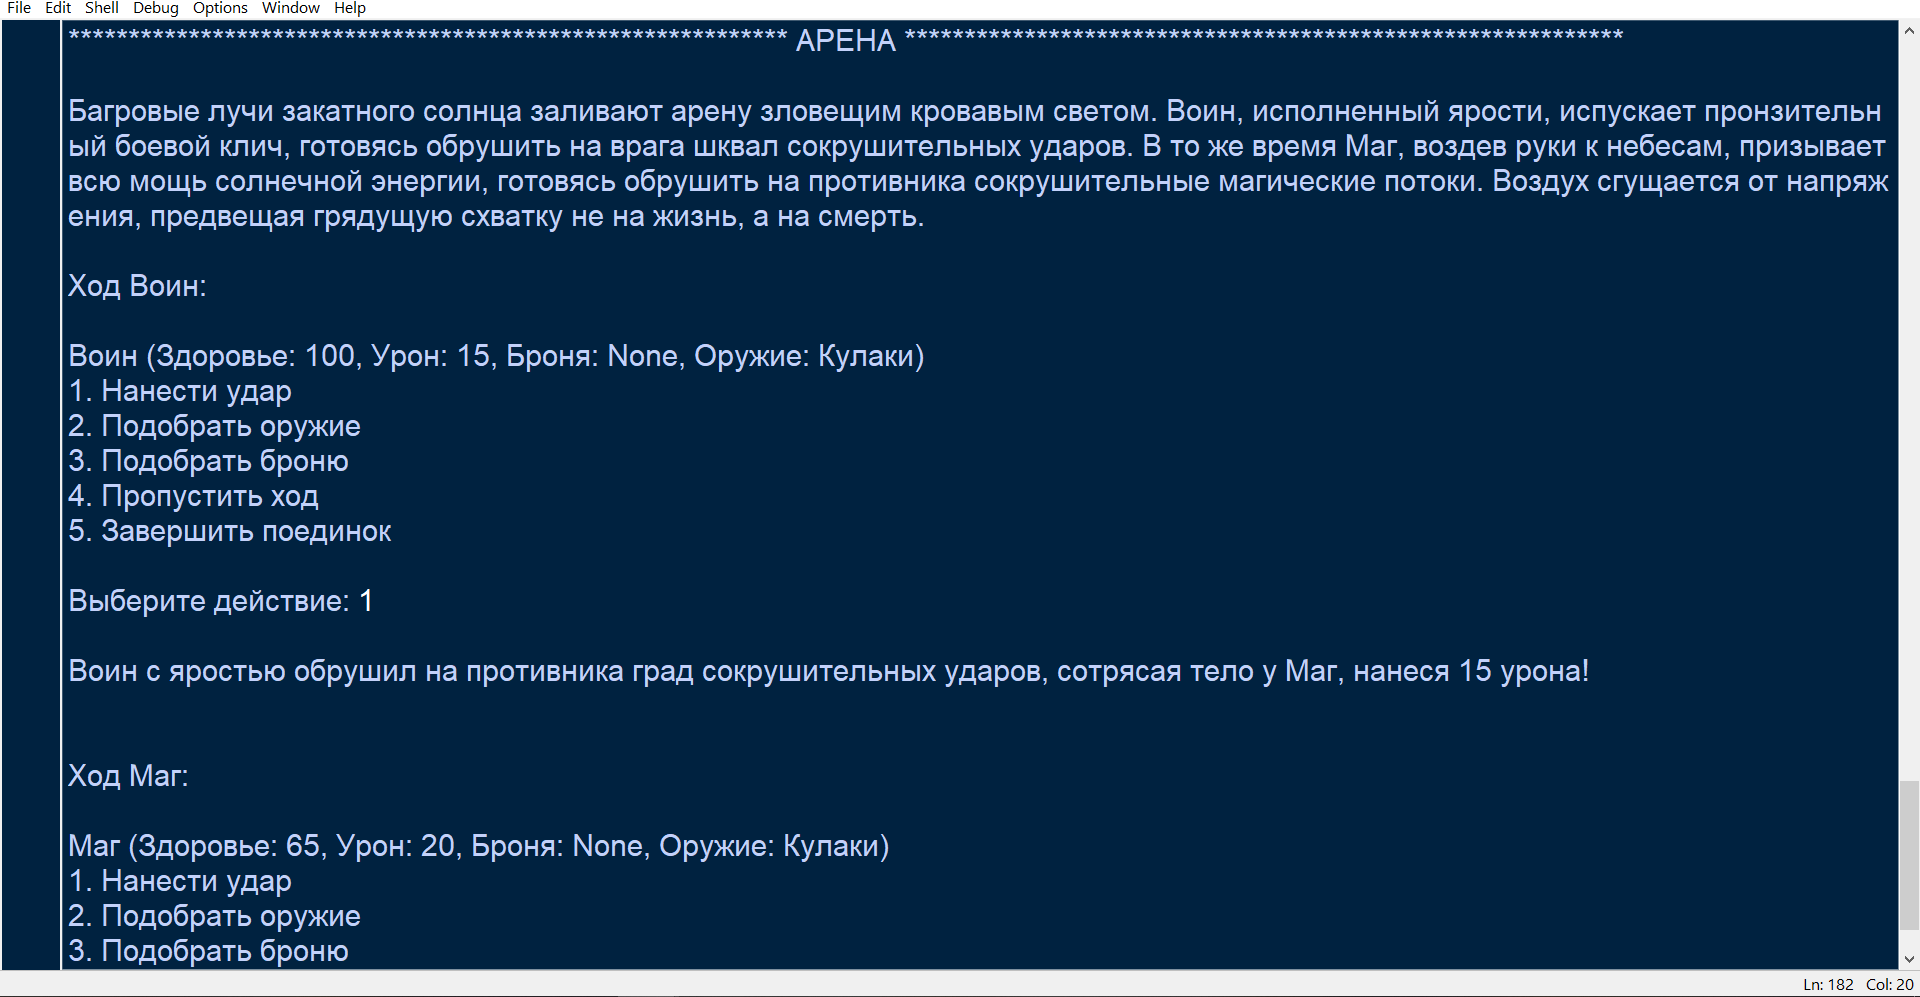 File Edit Shell Debug Options Window Help
************************************************************ АРЕНА ************************************************************
Багровые лучи закатного солнца заливают арену зловещим кровавым светом. Воин, исполненный ярости, испускает пронзительн
ый боевой клич, готовясь обрушить на врага шквал сокрушительных ударов. В то же время Маг, воздев руки к небесам, призывает
всю мощь солнечной энергии, готовясь обрушить на противника сокрушительные магические потоки. Воздух сгущается от напряж
ения, предвещая грядущую схватку не на жизнь, а на смерть.
Ход Воин:
Воин (Здоровье: 100, Урон: 15, Броня: None, Оружие: Кулаки)
1. Нанести удар
2. Подобрать оружие
3. Подобрать броню
4. Пропустить ход
5. Завершить поединок
Выберите действие: 1
Воин с яростью обрушил на противника град сокрушительных ударов, сотрясая тело у Маг, нанеся 15 урона!
Ход Маг:
Маг (Здоровье: 65, Урон: 20, Броня: None, Оружие: Кулаки)
1. Нанести удар
2. Подобрать оружие
3. Подобрать броню
Ln: 182 Col: 20